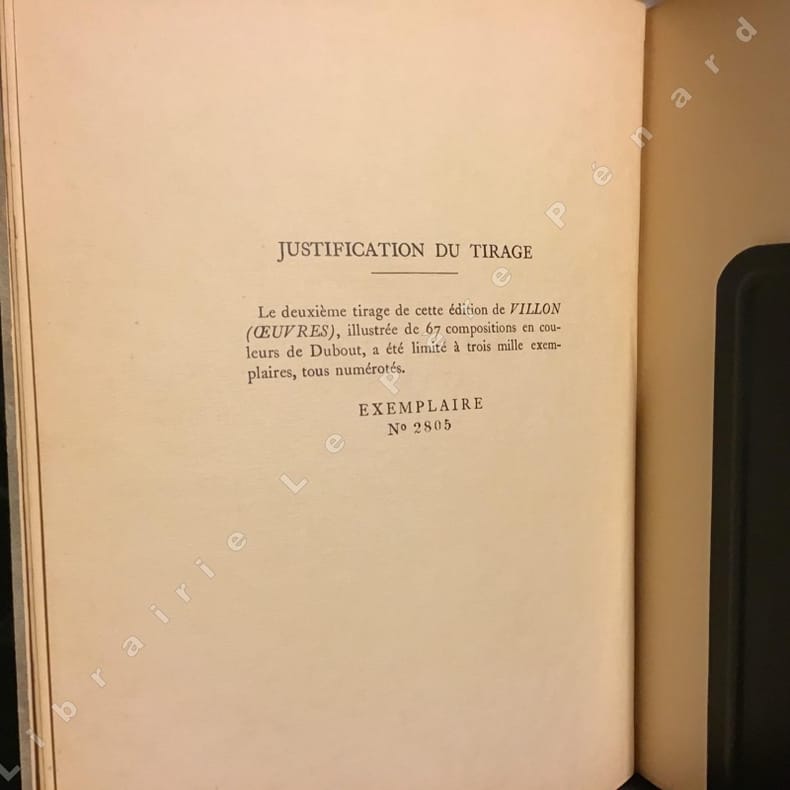 JUSTIFICATION DU TIRAGE
Le deuxième tirage de cette édition de VILLON
(ŒUVRES), illustrée de 67 compositions en cou-
leurs de Dubout, a été limité à trois mille exem-
plaires, tous numérotés.
EXEMPLAIRE
Nº 2805
Librairie Le Père Pénard